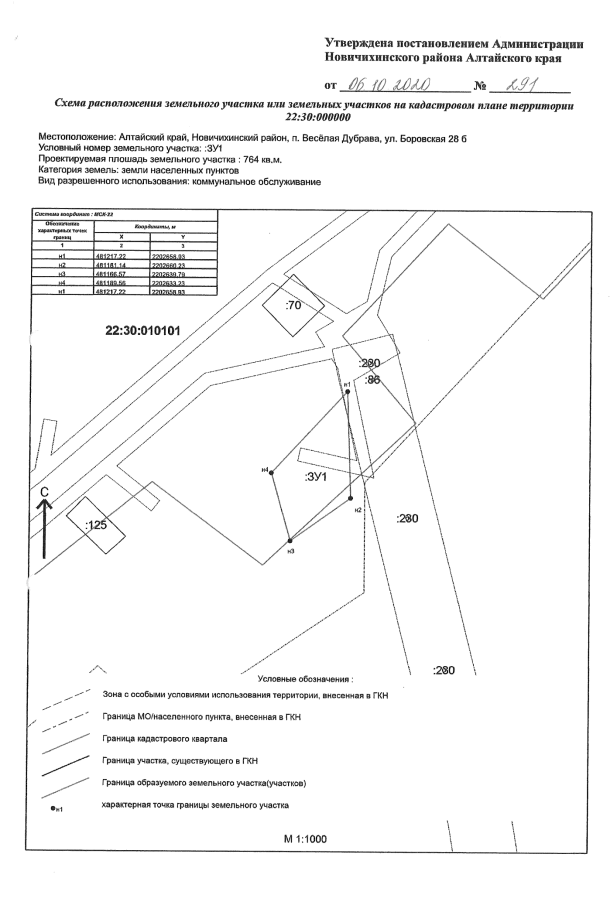 Утверждена постановлением Администрации
Новичихинского района Алтайского края
от 06 10 2020 № 291
Схема расположения земельного участка или земельных участков на кадастровом плане территории
22:30:000000
Местоположение: Алтайский край, Новичихинский район, п. Весёлая Дубрава, ул. Боровская 28 б
Условный номер земельного участка: :ЗУ1
Проектируемая площадь земельного участка : 764 кв.м.
Категория земель: земли населенных пунктов
Вид разрешенного использования: коммунальное обслуживание
Система координат : МСК-22
Обозначение характерных точек границ Координаты, м
X Y
1 2 3
н1 481217.22 2202658.93
н2 481181.14 2202660.23
н3 481166.57 2202639.79
н4 481189.56 2202633.23
н1 481217.22 2202658.93
:70
22:30:010101
:86
н1
н4
:ЗУ1
С
н2
:125
н3
Условные обозначения :
Зона с особыми условиями использования территории, внесенная в ГКН
Граница МО/населенного пункта, внесенная в ГКН
Граница кадастрового квартала
Граница участка, существующего в ГКН
Граница образуемого земельного участка(участков)
н1 характерная точка границы земельного участка
М 1:1000